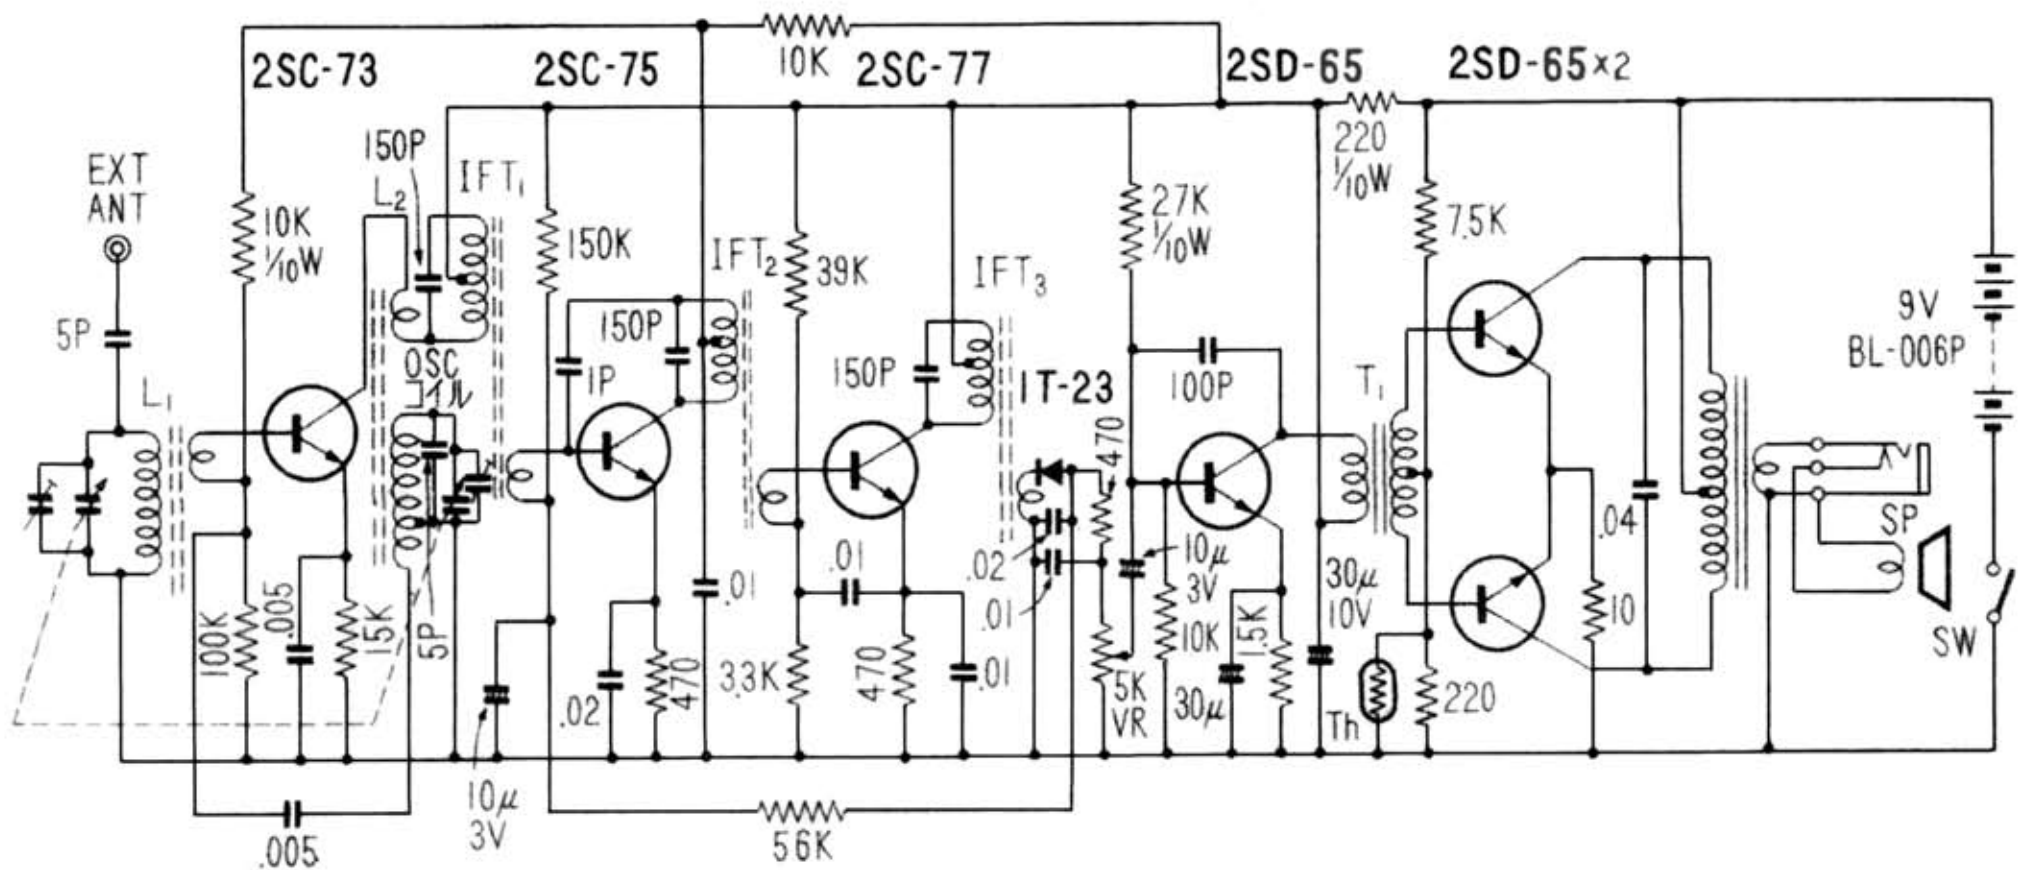 10K
2SC-73
2SC-75
2SC-77
2SD-65
2SD-65×2
150P
L2
IFT1
EXT
ANT
10K
1/10W
150K
IFT2
39K
IFT3
27K
1/10W
220
1/10W
7.5K
9V
BL-006P
5P
L1
OSC
コイル
1P
150P
150P
1T-23
470
100P
T1
.04
SP
SW
100K
.005
1.5K
5P
.01
.01
.02
.01
10μ
3V
10K
1.5K
30μ
10V
10
.02
470
3.3K
470
.01
5K
VR
30μ
Th
220
10μ
3V
.005
56K